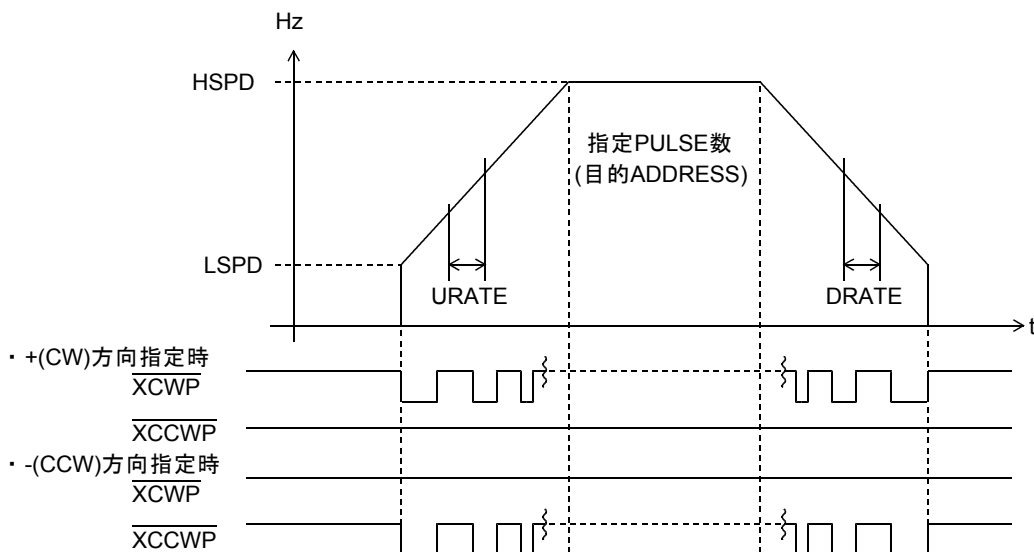 Hz
HSPD
指定PULSE数
(目的ADDRESS)
LSPD
URATE
DRATE
t
・+(CW)方向指定時
XCWP
XCCWP
・-(CCW)方向指定時
XCWP
XCCWP